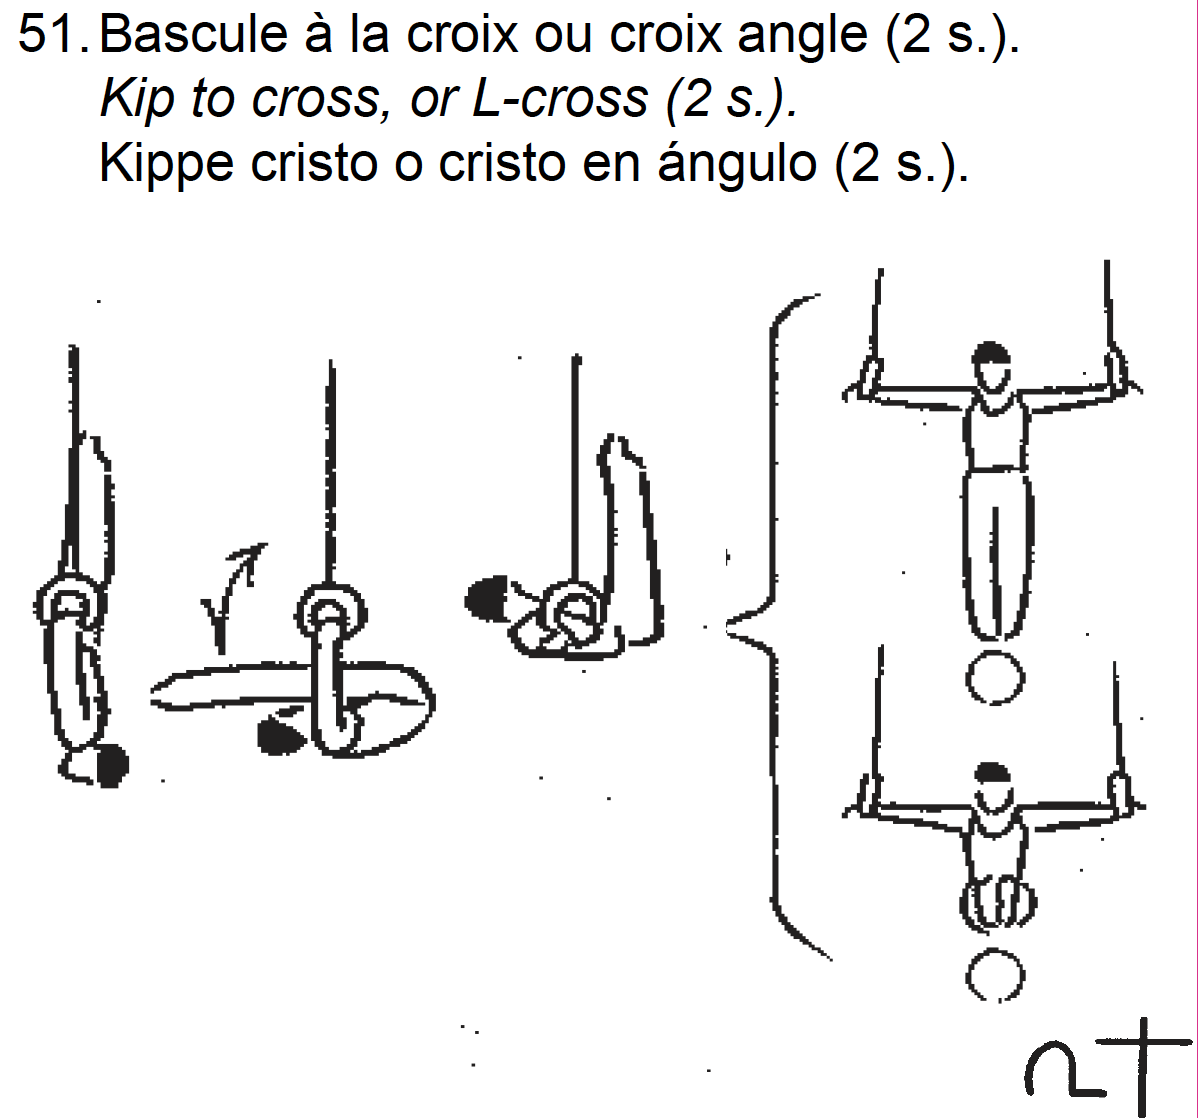 51. Bascule à la croix ou croix angle (2 s.).
Kip to cross, or L-cross (2 s.).
Kippe cristo o cristo en ángulo (2 s.).